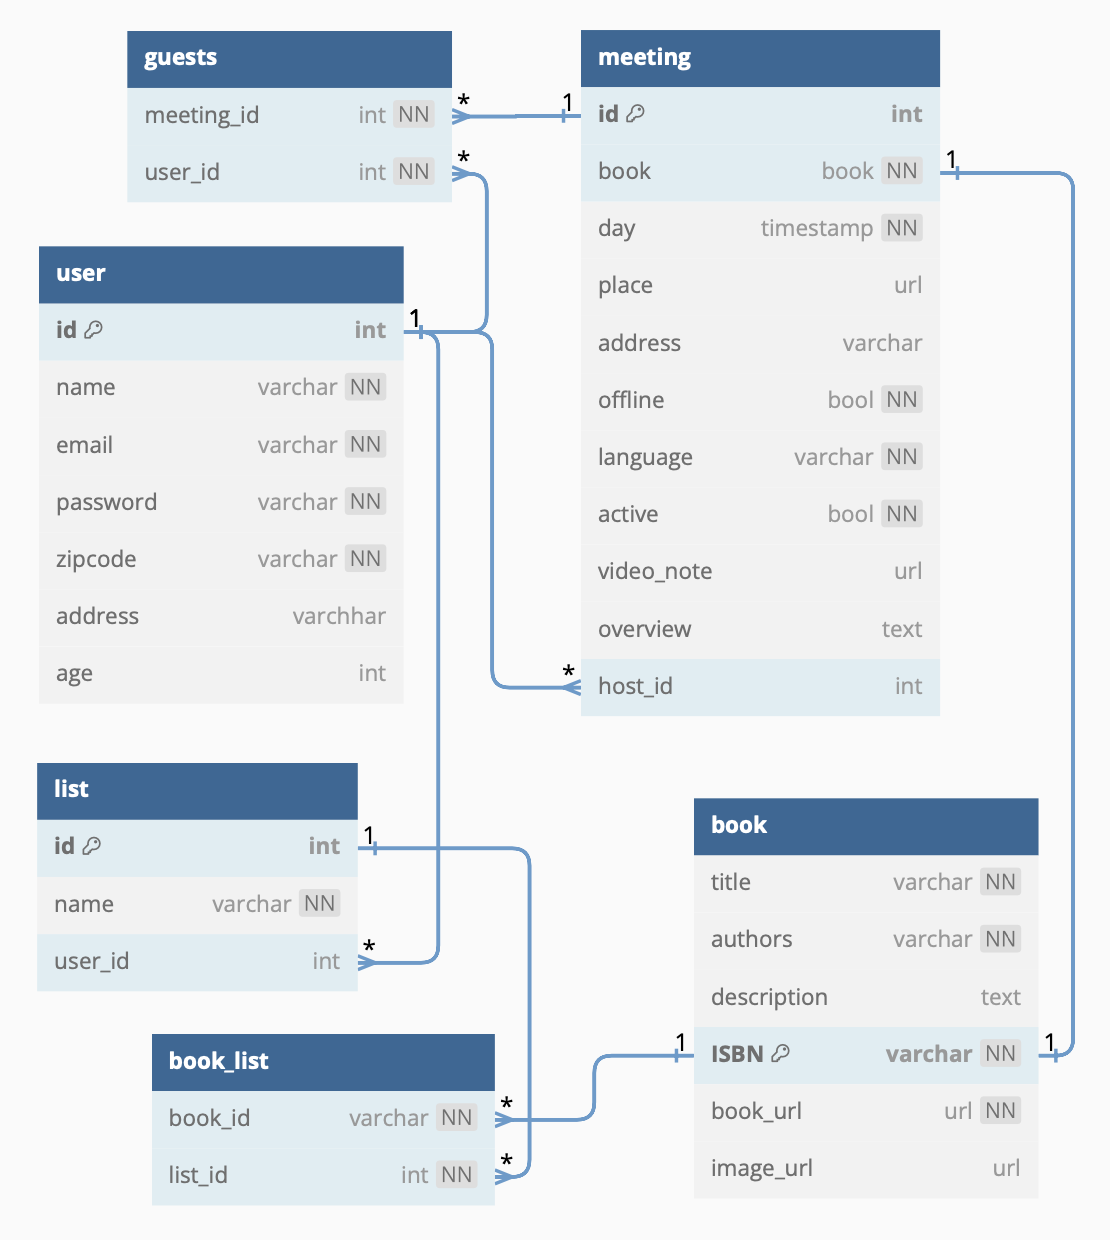 guests
meeting_id int NN
user_id int NN
* 1
*
meeting
id int
book book NN
day timestamp NN
place url
address varchar
offline bool NN
language varchar NN
active bool NN
video_note url
overview text
host_id int
1
*
user
id int
name varchar NN
email varchar NN
password varchar NN
zipcode varchar NN
address varchhar
age int
1
list
id int
name varchar NN
user_id int
1
*
book
title varchar NN
authors varchar NN
description text
ISBN varchar NN
book_url url NN
image_url url
1 1
book_list
book_id varchar NN
list_id int NN
*
*